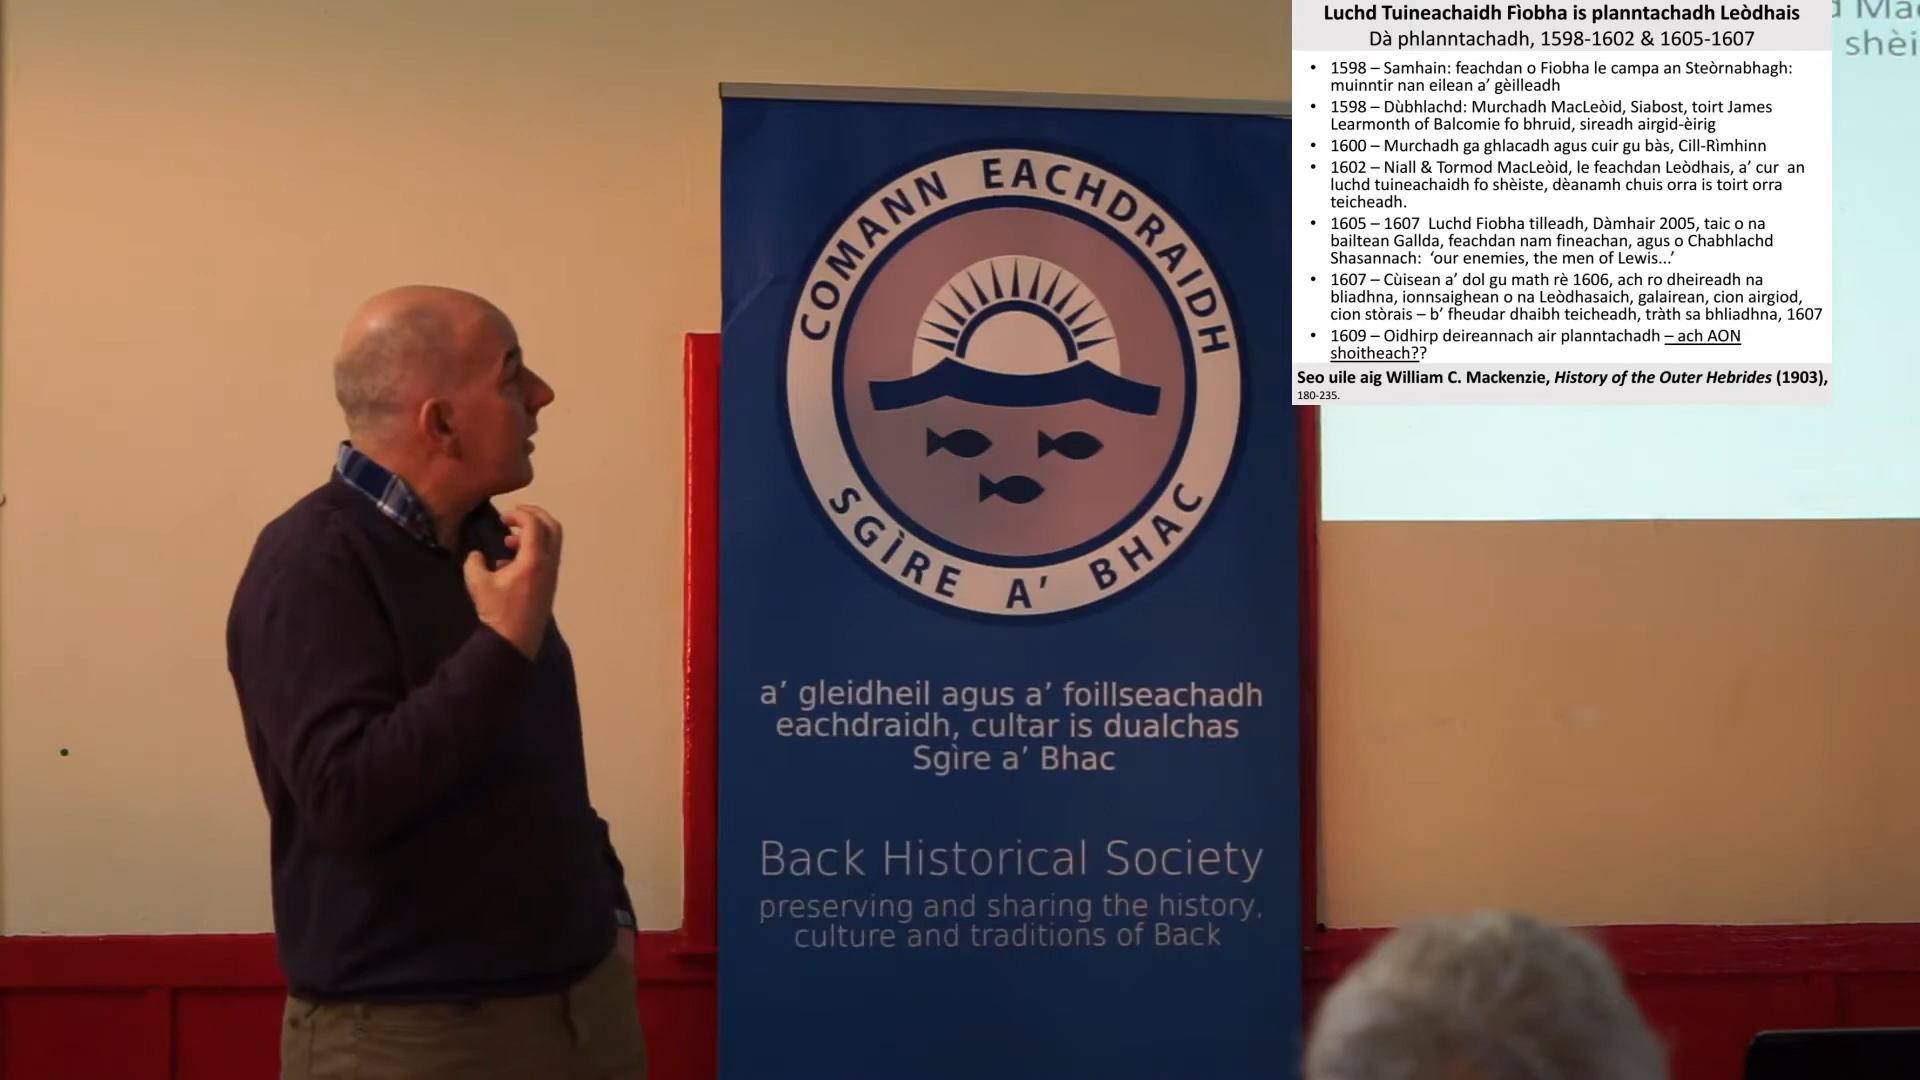 Luchd Tuineachaidh Fìobha is planntachadh Leòdhais
Dà phlanntachadh, 1598-1602 & 1605-1607
• 1598 – Samhain: feachdan o Fiobha le campa an Steòrnabhagh:
muinntir nan eilean a’ gèilleadh
• 1598 – Dùbhlachd: Murchadh MacLeòid, Siabost, toirt James
Learmonth of Balcomie fo bhruid, sireadh airgid-èirig
• 1600 – Murchadh ga ghlacadh agus cuir gu bàs, Cill-Rìmhinn
• 1602 – Niall & Tormod MacLeòid, le feachdan Leòdhais, a’ cur an
luchd tuineachaidh fo shèiste, dèanamh chuis orra is toirt orra
teicheadh.
• 1605 – 1607 Luchd Fiobha tilleadh, Dàmhair 2005, taic o na
bailtean Gallda, feachdan nam fineachan, agus o Chabhlachd
Shasannach: ‘our enemies, the men of Lewis...’
• 1607 – Cùisean a’ dol gu math rè 1606, ach ro dheireadh na
bliadhna, ionnsaighean o na Leòdhasaich, galairean, cion airgiod,
cion stòrais – b’ fheudar dhaibh teicheadh, tràth sa bhliadhna, 1607
• 1609 – Oidhirp deireannach air planntachadh – ach AON
shoitheach??
Seo uile aig William C. Mackenzie, History of the Outer Hebrides (1903),
180-235.
COMANN EACHDRAIDH
SGÌRE A’ BHAC
a’ gleidheil agus a’ foillseachadh
eachdraidh, cultar is dualchas
Sgìre a’ Bhac
Back Historical Society
preserving and sharing the history,
culture and traditions of Back